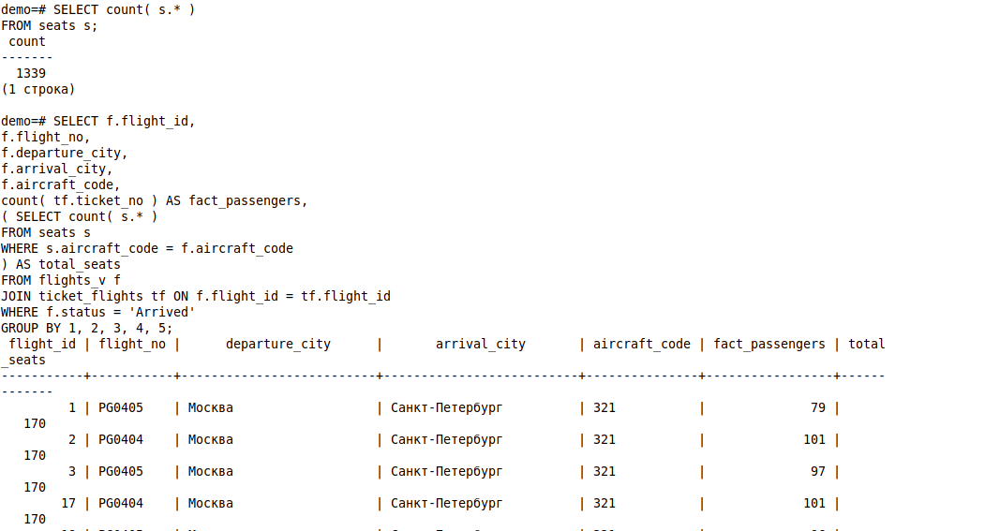 demo=# SELECT count( s.* )
FROM seats s;
 count
-------
  1339
(1 строка)

demo=# SELECT f.flight_id,
f.flight_no,
f.departure_city,
f.arrival_city,
f.aircraft_code,
count( tf.ticket_no ) AS fact_passengers,
( SELECT count( s.* )
FROM seats s
WHERE s.aircraft_code = f.aircraft_code
) AS total_seats
FROM flights_v f
JOIN ticket_flights tf ON f.flight_id = tf.flight_id
WHERE f.status = 'Arrived'
GROUP BY 1, 2, 3, 4, 5;
 flight_id | flight_no |      departure_city      |       arrival_city       | aircraft_code | fact_passengers | total
_seats
-----------+-----------+--------------------------+--------------------------+---------------+-----------------+------
-------
         1 | PG0405    | Москва                   | Санкт-Петербург          | 321           |              79 |
   170
         2 | PG0404    | Москва                   | Санкт-Петербург          | 321           |             101 |
   170
         3 | PG0405    | Москва                   | Санкт-Петербург          | 321           |              97 |
   170
        17 | PG0404    | Москва                   | Санкт-Петербург          | 321           |             101 |
   170